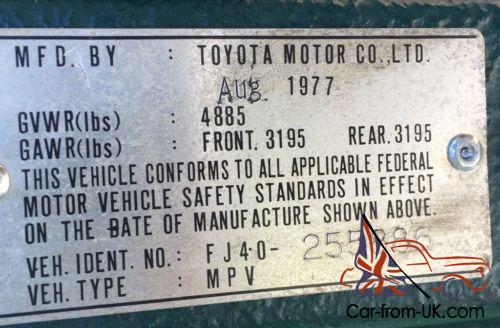 MFD. BY : TOYOTA MOTOR CO.,LTD.
Aug. 1977
GVWR(lbs) : 4885
GAWR(lbs) : FRONT. 3195 REAR. 3195
THIS VEHICLE CONFORMS TO ALL APPLICABLE FEDERAL
MOTOR VEHICLE SAFETY STANDARDS IN EFFECT
ON THE DATE OF MANUFACTURE SHOWN ABOVE.
VEH. IDENT. NO.: FJ40-
VEH. TYPE : MPV
Car-from-UK.com